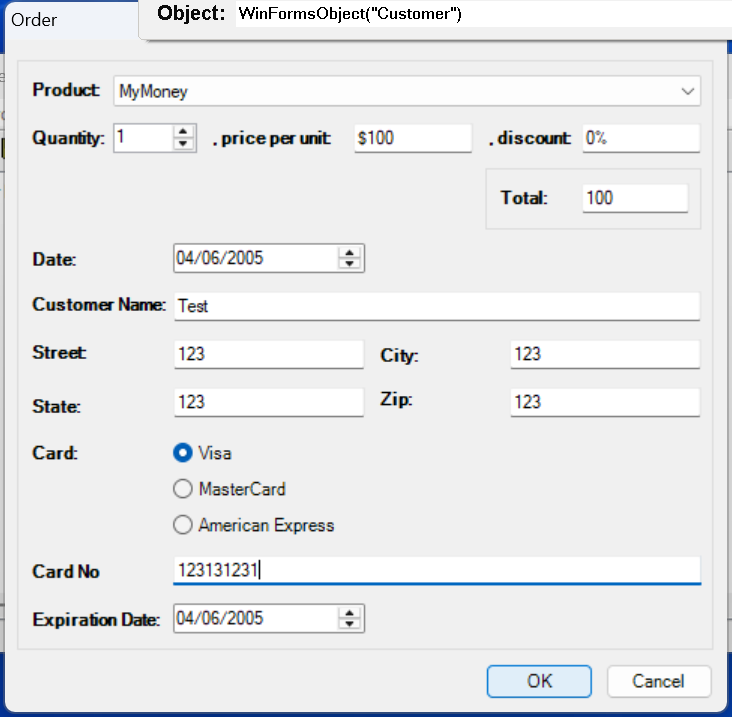 Order
Object: WinFormsObject("Customer")
Product: MyMoney
Quantity: 1 , price per unit: $100 , discount: 0%
Total: 100
Date: 04/06/2005
Customer Name: Test
Street: 123 City: 123
State: 123 Zip: 123
Card: Visa
MasterCard
American Express
Card No 123131231
Expiration Date: 04/06/2005
OK Cancel